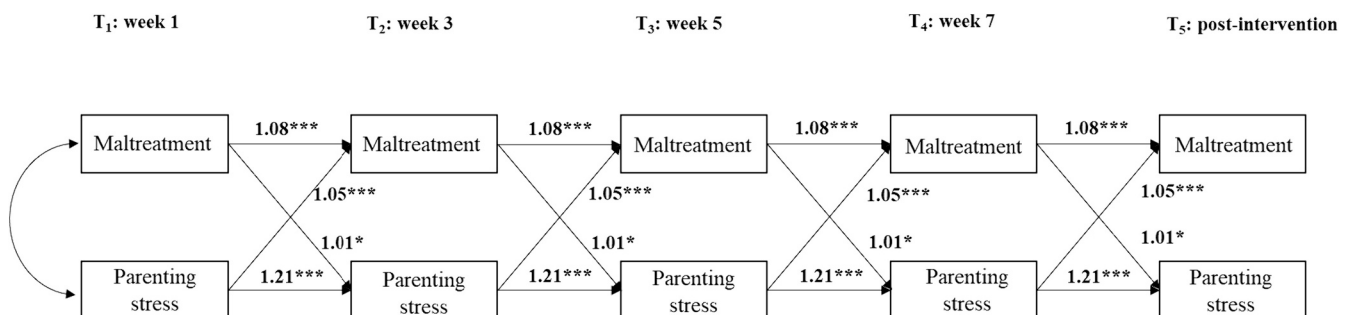 T1: week 1
T2: week 3
T3: week 5
T4: week 7
T5: post-intervention
Maltreatment
1.08***
Maltreatment
1.08***
Maltreatment
1.08***
Maltreatment
1.08***
Maltreatment
1.05***
1.05***
1.05***
1.05***
1.01*
1.01*
1.01*
1.01*
Parenting
stress
1.21***
Parenting
stress
1.21***
Parenting
stress
1.21***
Parenting
stress
1.21***
Parenting
stress